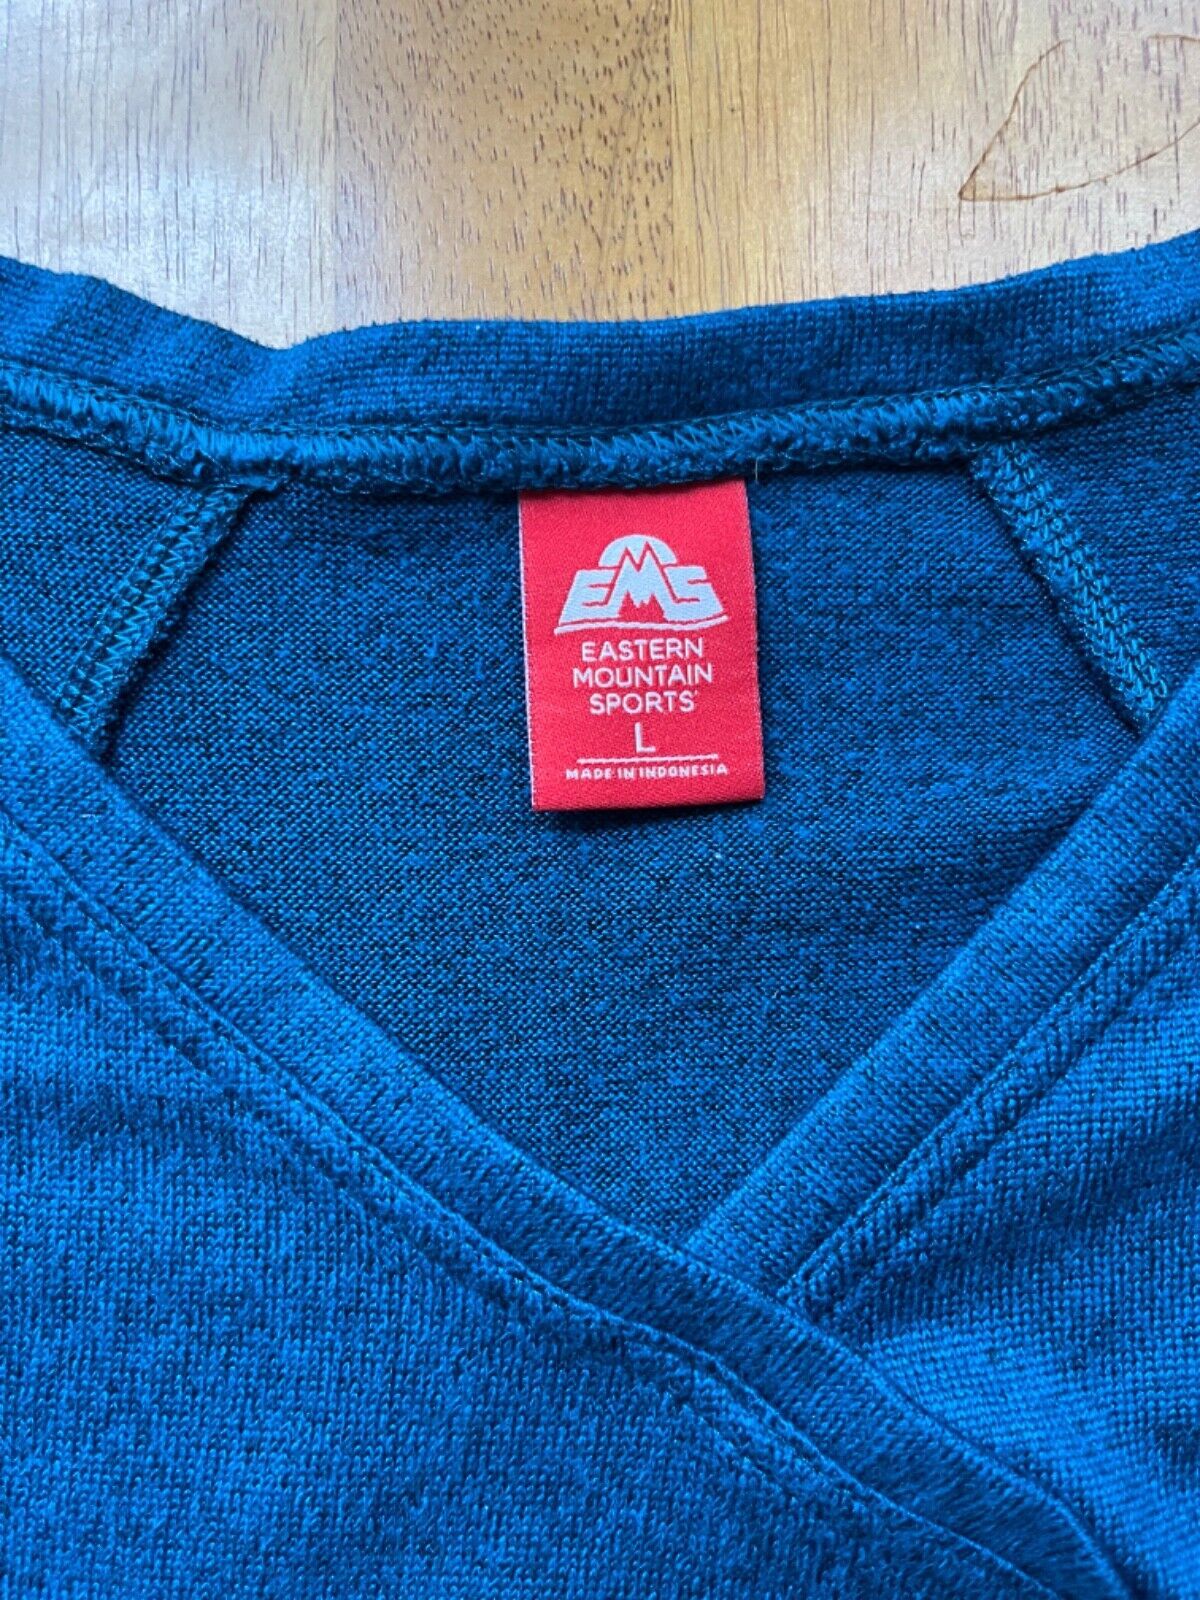 EMS
EASTERN
MOUNTAIN
SPORTS
L
MADE IN INDONESIA